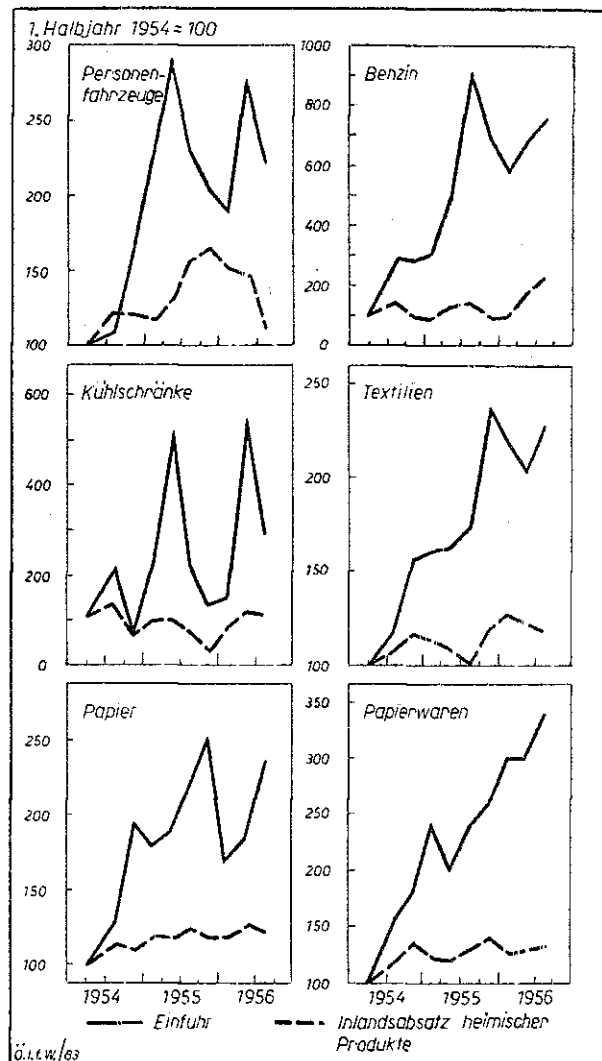 1. Halbjahr 1954 = 100
Personen-
fahrzeuge
300
250
200
150
100
Benzin
1000
800
600
400
200
0
Kühlschränke
600
400
200
0
Textilien
250
200
150
100
Papier
250
200
150
100
1954 1955 1956
Papierwaren
350
300
250
200
150
100
1954 1955 1956
Einfuhr
Inlandsabsatz heimischer
Produkte
Ö.I.f.W./83